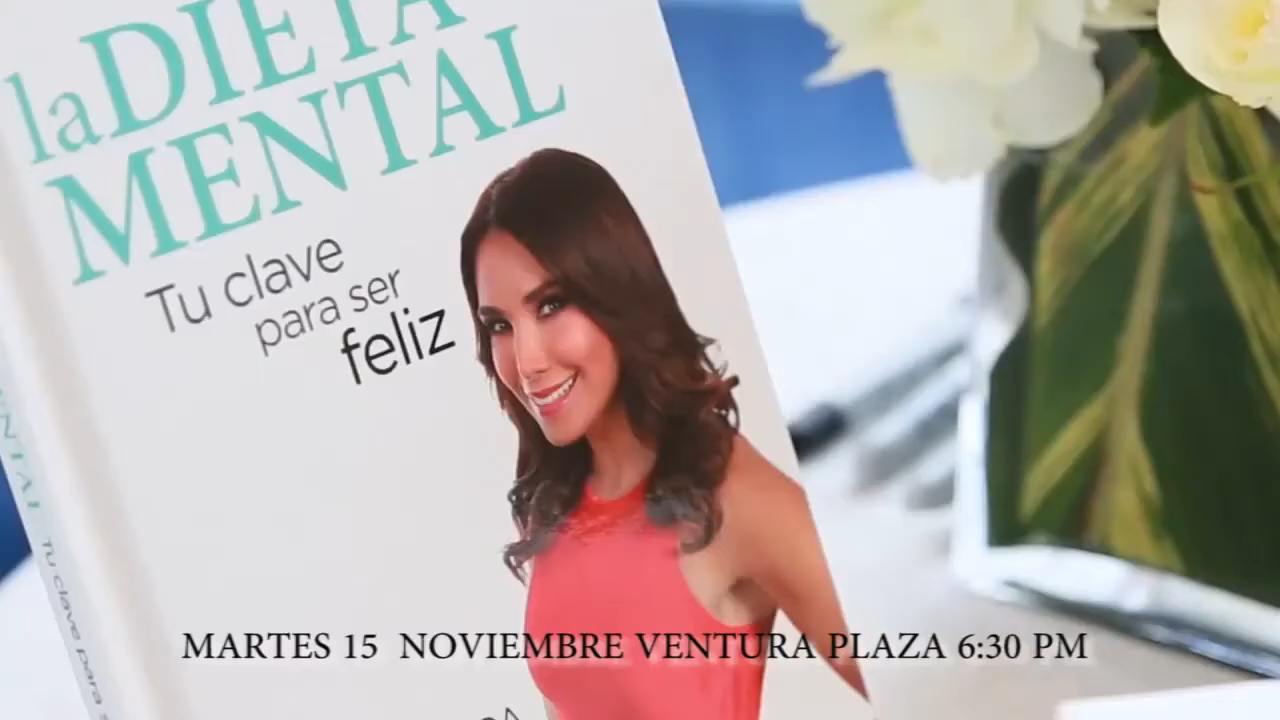 la DIETA
MENTAL
Tu clave
para ser
feliz
Tu clave para
MARTES 15 NOVIEMBRE VENTURA PLAZA 6:30 PM